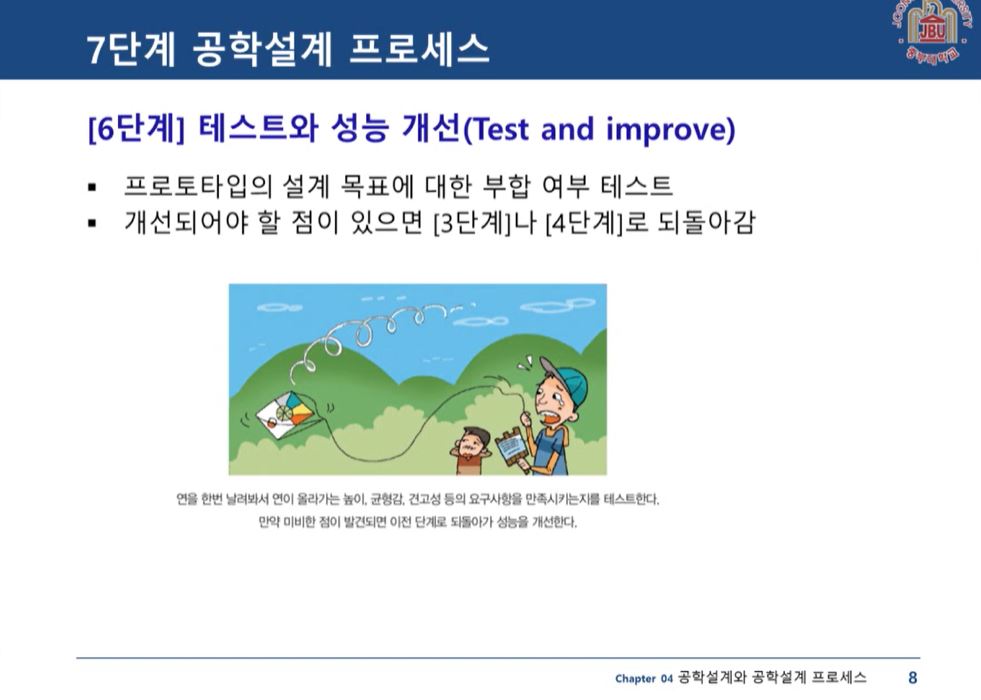 7단계 공학설계 프로세스
JBU
중부대학교
[6단계] 테스트와 성능 개선(Test and improve)
▪ 프로토타입의 설계 목표에 대한 부합 여부 테스트
▪ 개선되어야 할 점이 있으면 [3단계]나 [4단계]로 되돌아감
연을 한번 날려봐서 연이 올라가는 높이, 균형감, 견고성 등의 요구사항을 만족시키는지를 테스트한다.
만약 미비한 점이 발견되면 이전 단계로 되돌아가 성능을 개선한다.
Chapter 04 공학설계와 공학설계 프로세스 8